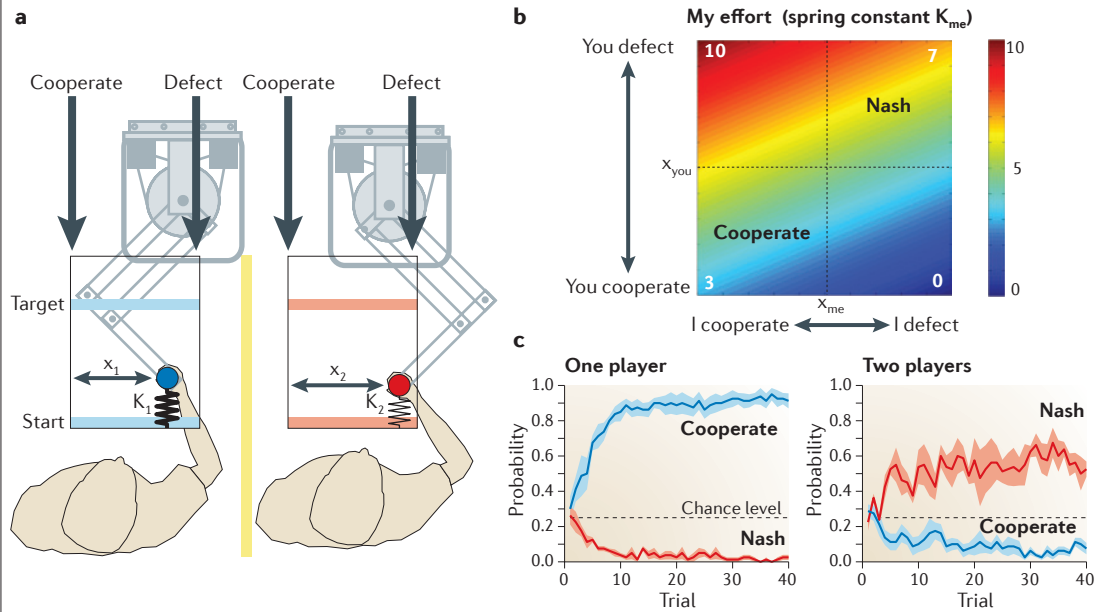 a
Cooperate Defect Cooperate Defect
Target
x1 x2
K1 K2
Start
b
My effort (spring constant Kme)
You defect
10 7 10
Nash
xyou 5
Cooperate
You cooperate 3 0 0
xme
I cooperate I defect
c
One player
Probability
1.0
0.8
0.6
0.4
0.2
0.0
Cooperate
Chance level
Nash
0 10 20 30 40
Trial
Two players
Probability
1.0
0.8
0.6
0.4
0.2
0.0
Nash
Cooperate
0 10 20 30 40
Trial